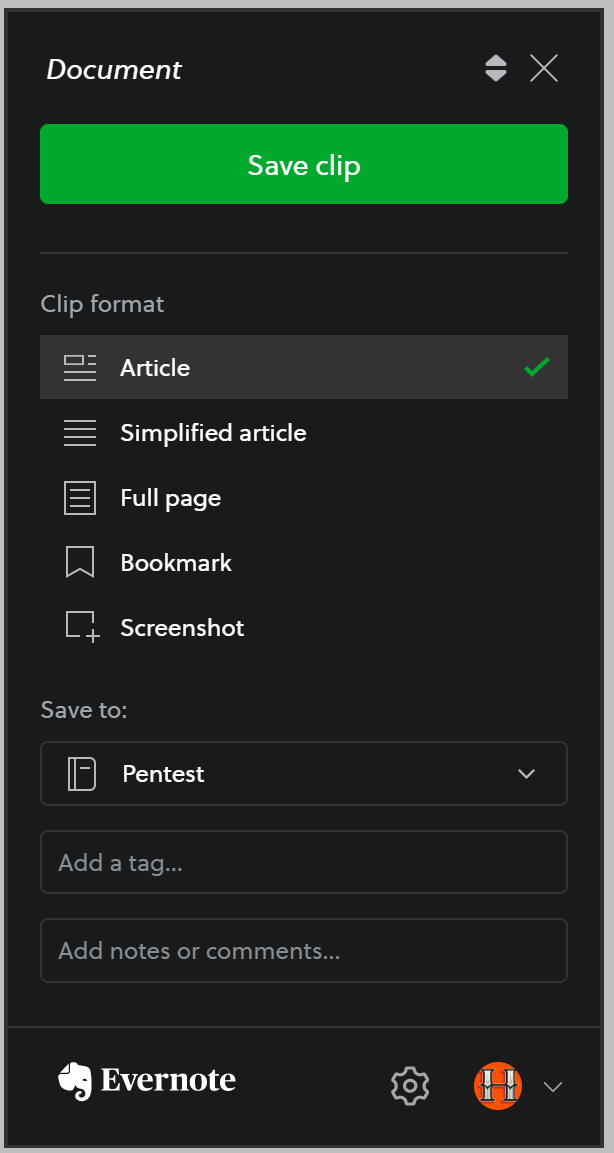 Document
Save clip
Clip format
Article
Simplified article
Full page
Bookmark
Screenshot
Save to:
Pentest
Add a tag...
Add notes or comments...
Evernote
H